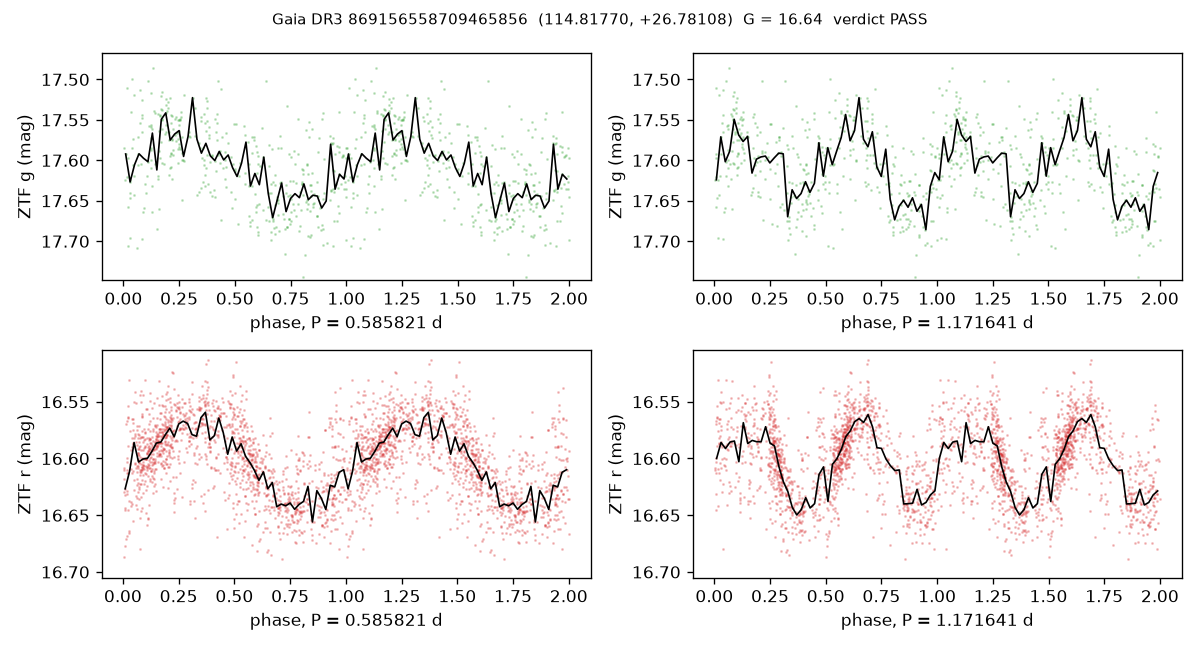 Gaia DR3 869156558709465856 (114.81770, +26.78108) G = 16.64 verdict PASS
ZTF g (mag)
17.50
17.55
17.60
17.65
17.70
0.00 0.25 0.50 0.75 1.00 1.25 1.50 1.75 2.00
phase, P = 0.585821 d
ZTF g (mag)
17.50
17.55
17.60
17.65
17.70
0.00 0.25 0.50 0.75 1.00 1.25 1.50 1.75 2.00
phase, P = 1.171641 d
ZTF r (mag)
16.55
16.60
16.65
16.70
0.00 0.25 0.50 0.75 1.00 1.25 1.50 1.75 2.00
phase, P = 0.585821 d
ZTF r (mag)
16.55
16.60
16.65
16.70
0.00 0.25 0.50 0.75 1.00 1.25 1.50 1.75 2.00
phase, P = 1.171641 d